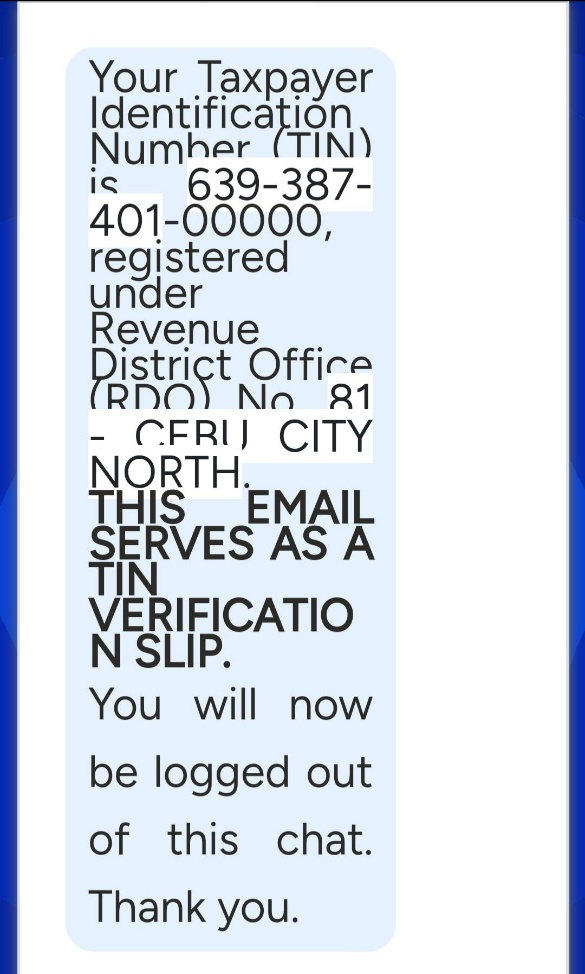 Your Taxpayer
Identification
Number (TIN)
is 639-387-
401-00000,
registered
under
Revenue
District Office
(RDO) No. 81
- CEBU CITY
NORTH.
THIS EMAIL
SERVES AS A
TIN
VERIFICATIO
N SLIP.
You will now
be logged out
of this chat.
Thank you.